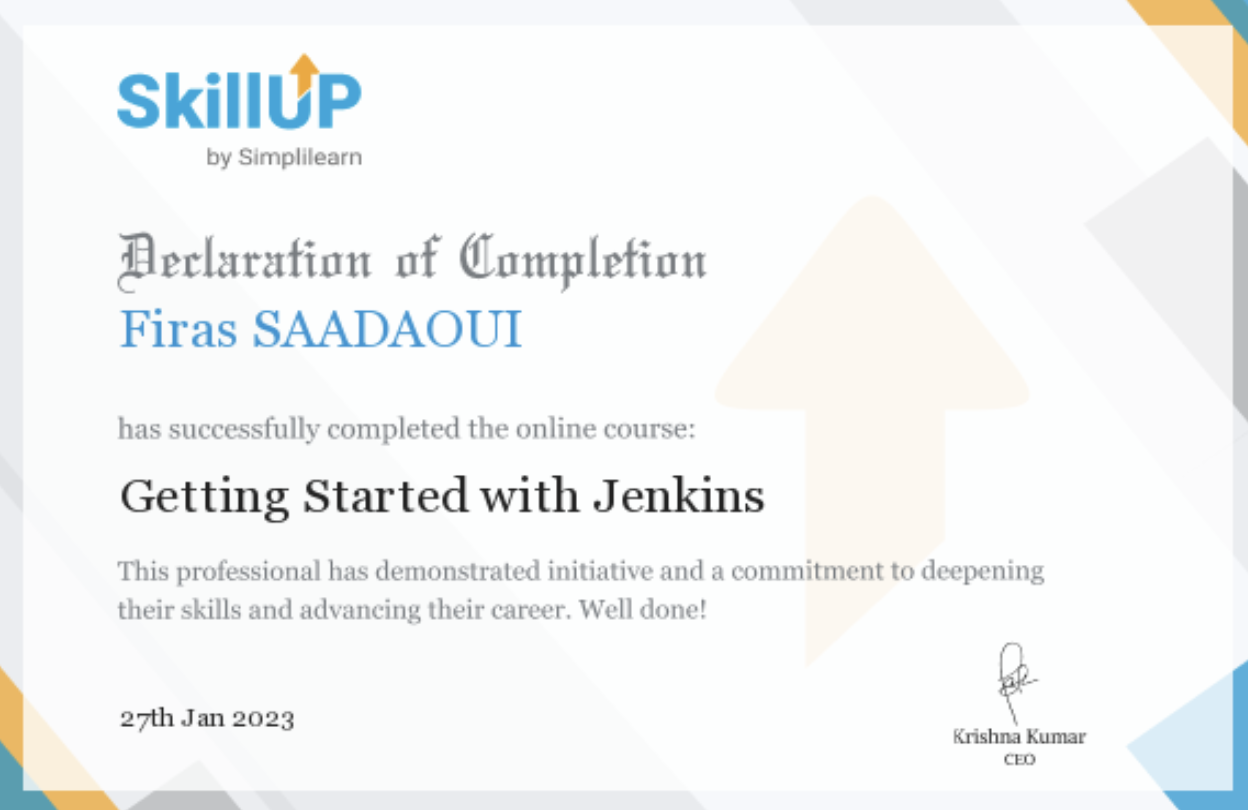 SkillUP
by Simplilearn
Declaration of Completion
Firas SAADAOUI
has successfully completed the online course:
Getting Started with Jenkins
This professional has demonstrated initiative and a commitment to deepening
their skills and advancing their career. Well done!
27th Jan 2023
Krishna Kumar
CEO